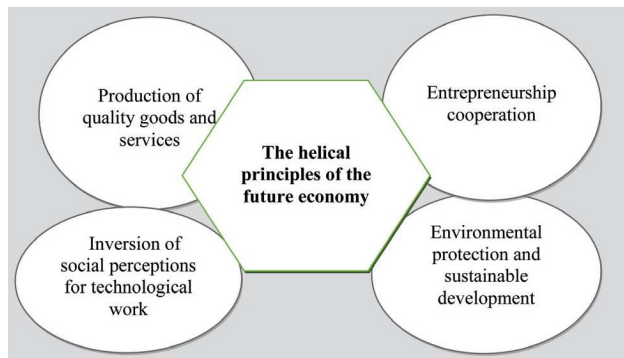 Production of
quality goods and
services
Entrepreneurship
cooperation
The helical
principles of the
future economy
Inversion of
social perceptions
for technological
work
Environmental
protection and
sustainable
development